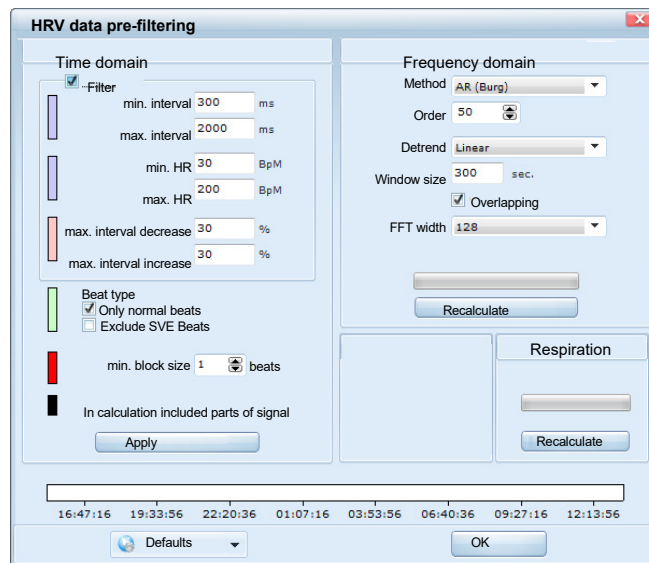 HRV data pre-filtering
Time domain
Filter
min. interval 300 ms
max. interval 2000 ms
min. HR 30 BpM
max. HR 200 BpM
max. interval decrease 30 %
max. interval increase 30 %
Beat type
Only normal beats
Exclude SVE Beats
min. block size 1 beats
In calculation included parts of signal
Apply
Frequency domain
Method AR (Burg)
Order 50
Detrend Linear
Window size 300 sec.
Overlapping
FFT width 128
Recalculate
Respiration
Recalculate
16:47:16 19:33:56 22:20:36 01:07:16 03:53:56 06:40:36 09:27:16 12:13:56
Defaults OK